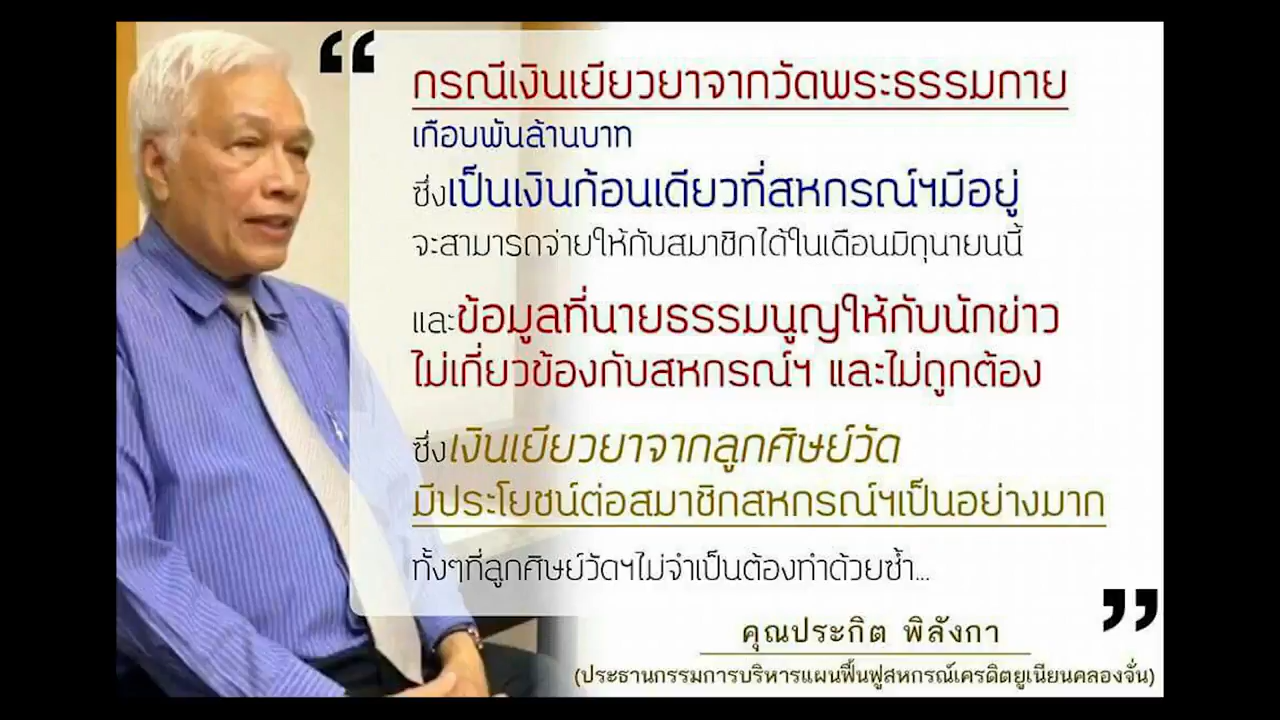 “
กรณีเงินเยียวยาจากวัดพระธรรมกาย
เกือบพันล้านบาท
ซึ่งเป็นเงินก้อนเดียวที่สหกรณ์ฯมีอยู่
จะสามารถจ่ายให้กับสมาชิกได้ในเดือนมิถุนายนนี้
และข้อมูลที่นายธรรมนูญให้กับนักข่าว
ไม่เกี่ยวข้องกับสหกรณ์ฯ และไม่ถูกต้อง
ซึ่งเงินเยียวยาจากลูกศิษย์วัด
มีประโยชน์ต่อสมาชิกสหกรณ์ฯเป็นอย่างมาก
ทั้งๆที่ลูกศิษย์วัดฯไม่จำเป็นต้องทำด้วยซ้ำ...
”
คุณประกิต พิลังกา
(ประธานกรรมการบริหารแผนฟื้นฟูสหกรณ์เครดิตยูเนียนคลองจั่น)